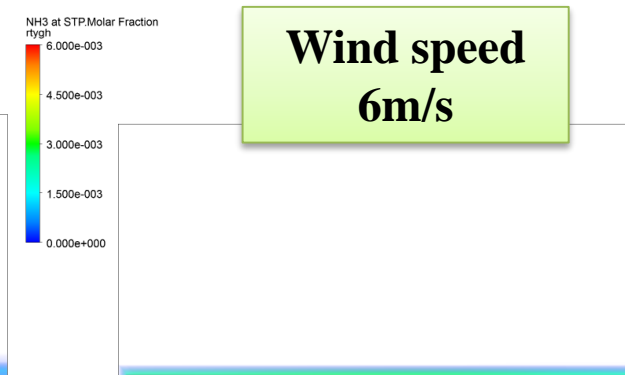 NH3 at STP.Molar Fraction
rtygh
6.000e-003
4.500e-003
3.000e-003
1.500e-003
0.000e+000
Wind speed
6m/s